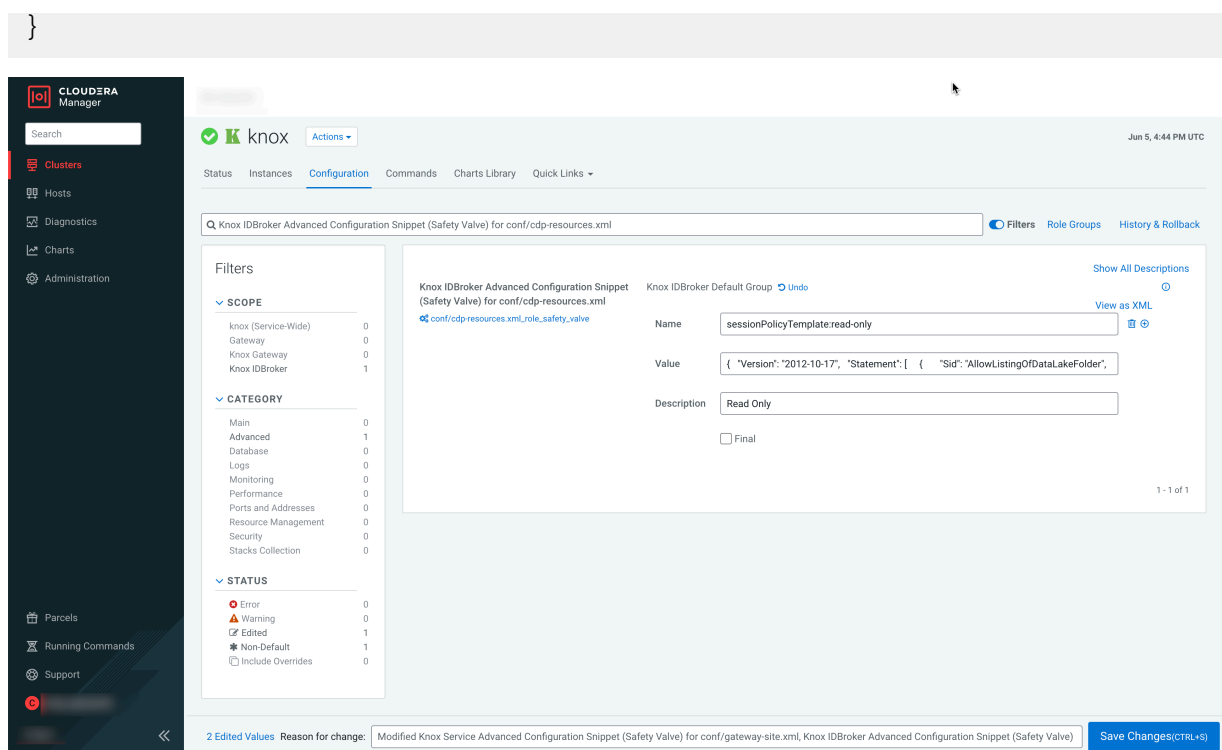 }
CLOUDERA
Manager
Search
Clusters
Hosts
Diagnostics
Charts
Administration
Parcels
Running Commands
Support
C
knox
Actions
Jun 5, 4:44 PM UTC
Status Instances Configuration Commands Charts Library Quick Links
Knox IDBroker Advanced Configuration Snippet (Safety Valve) for conf/cdp-resources.xml
Filters Role Groups History & Rollback
Filters
SCOPE
knox (Service-Wide) 0
Gateway 0
Knox Gateway 0
Knox IDBroker 1
CATEGORY
Main 0
Advanced 1
Database 0
Logs 0
Monitoring 0
Performance 0
Ports and Addresses 0
Resource Management 0
Security 0
Stacks Collection 0
STATUS
Error 0
Warning 0
Edited 1
Non-Default 1
Include Overrides 0
Show All Descriptions
Knox IDBroker Advanced Configuration Snippet
(Safety Valve) for conf/cdp-resources.xml
conf/cdp-resources.xml_role_safety_valve
Knox IDBroker Default Group Undo
View as XML
Name sessionPolicyTemplate:read-only
Value { "Version": "2012-10-17", "Statement": [ { "Sid": "AllowListingOfDataLakeFolder",
Description Read Only
Final
1 - 1 of 1
2 Edited Values Reason for change: Modified Knox Service Advanced Configuration Snippet (Safety Valve) for conf/gateway-site.xml, Knox IDBroker Advanced Configuration Snippet (Safety Valve)
Save Changes(CTRL+S)